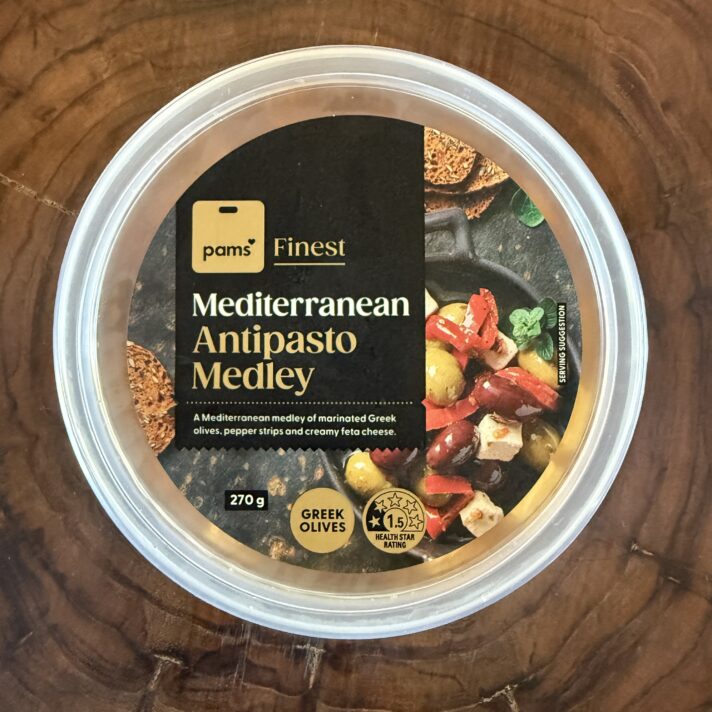 pams
Finest
Mediterranean
Antipasto
Medley
A Mediterranean medley of marinated Greek
olives, pepper strips and creamy feta cheese.
SERVING SUGGESTION
270 g
GREEK
OLIVES
1.5
HEALTH STAR
RATING